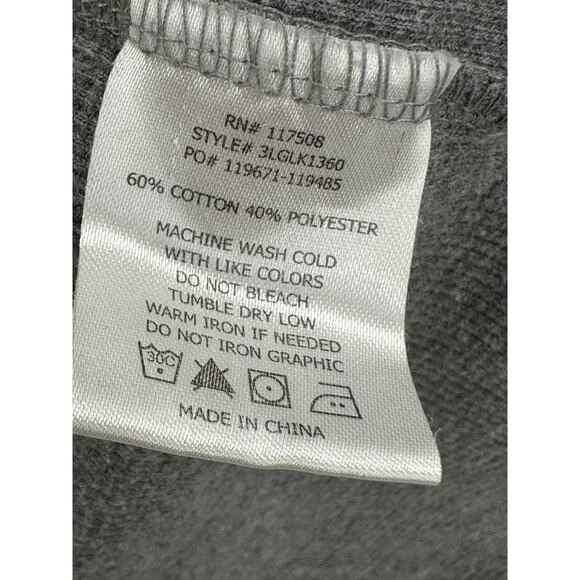 RN# 117508
STYLE# 3LGLK1360
PO# 119671-119485
60% COTTON 40% POLYESTER
MACHINE WASH COLD
WITH LIKE COLORS
DO NOT BLEACH
TUMBLE DRY LOW
WARM IRON IF NEEDED
DO NOT IRON GRAPHIC
30C
MADE IN CHINA